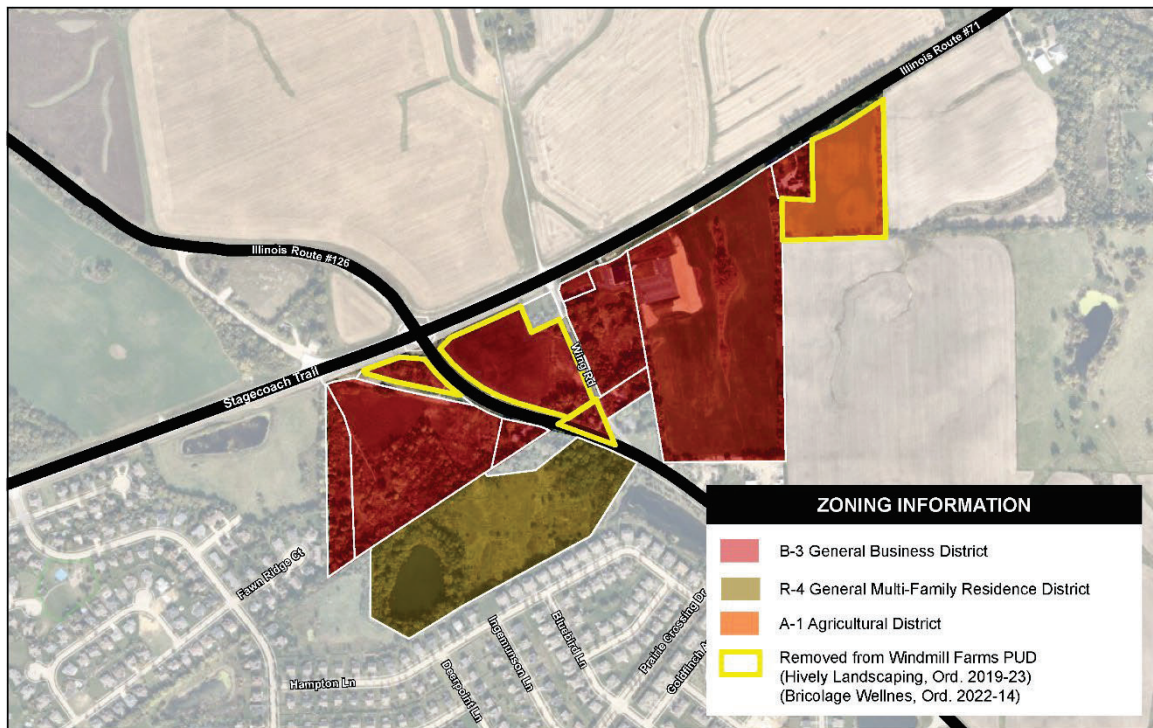 Illinois Route #71
Illinois Route #126
Stagecoach Trail
Wing Rd
Fawn Ridge Ct
Hampton Ln
Deerpoint Ln
Ingemunson Ln
Bluebird Ln
Prairie Crossing Dr
Goldfinch
ZONING INFORMATION
B-3 General Business District
R-4 General Multi-Family Residence District
A-1 Agricultural District
Removed from Windmill Farms PUD
(Hively Landscaping, Ord. 2019-23)
(Bricolage Wellnes, Ord. 2022-14)